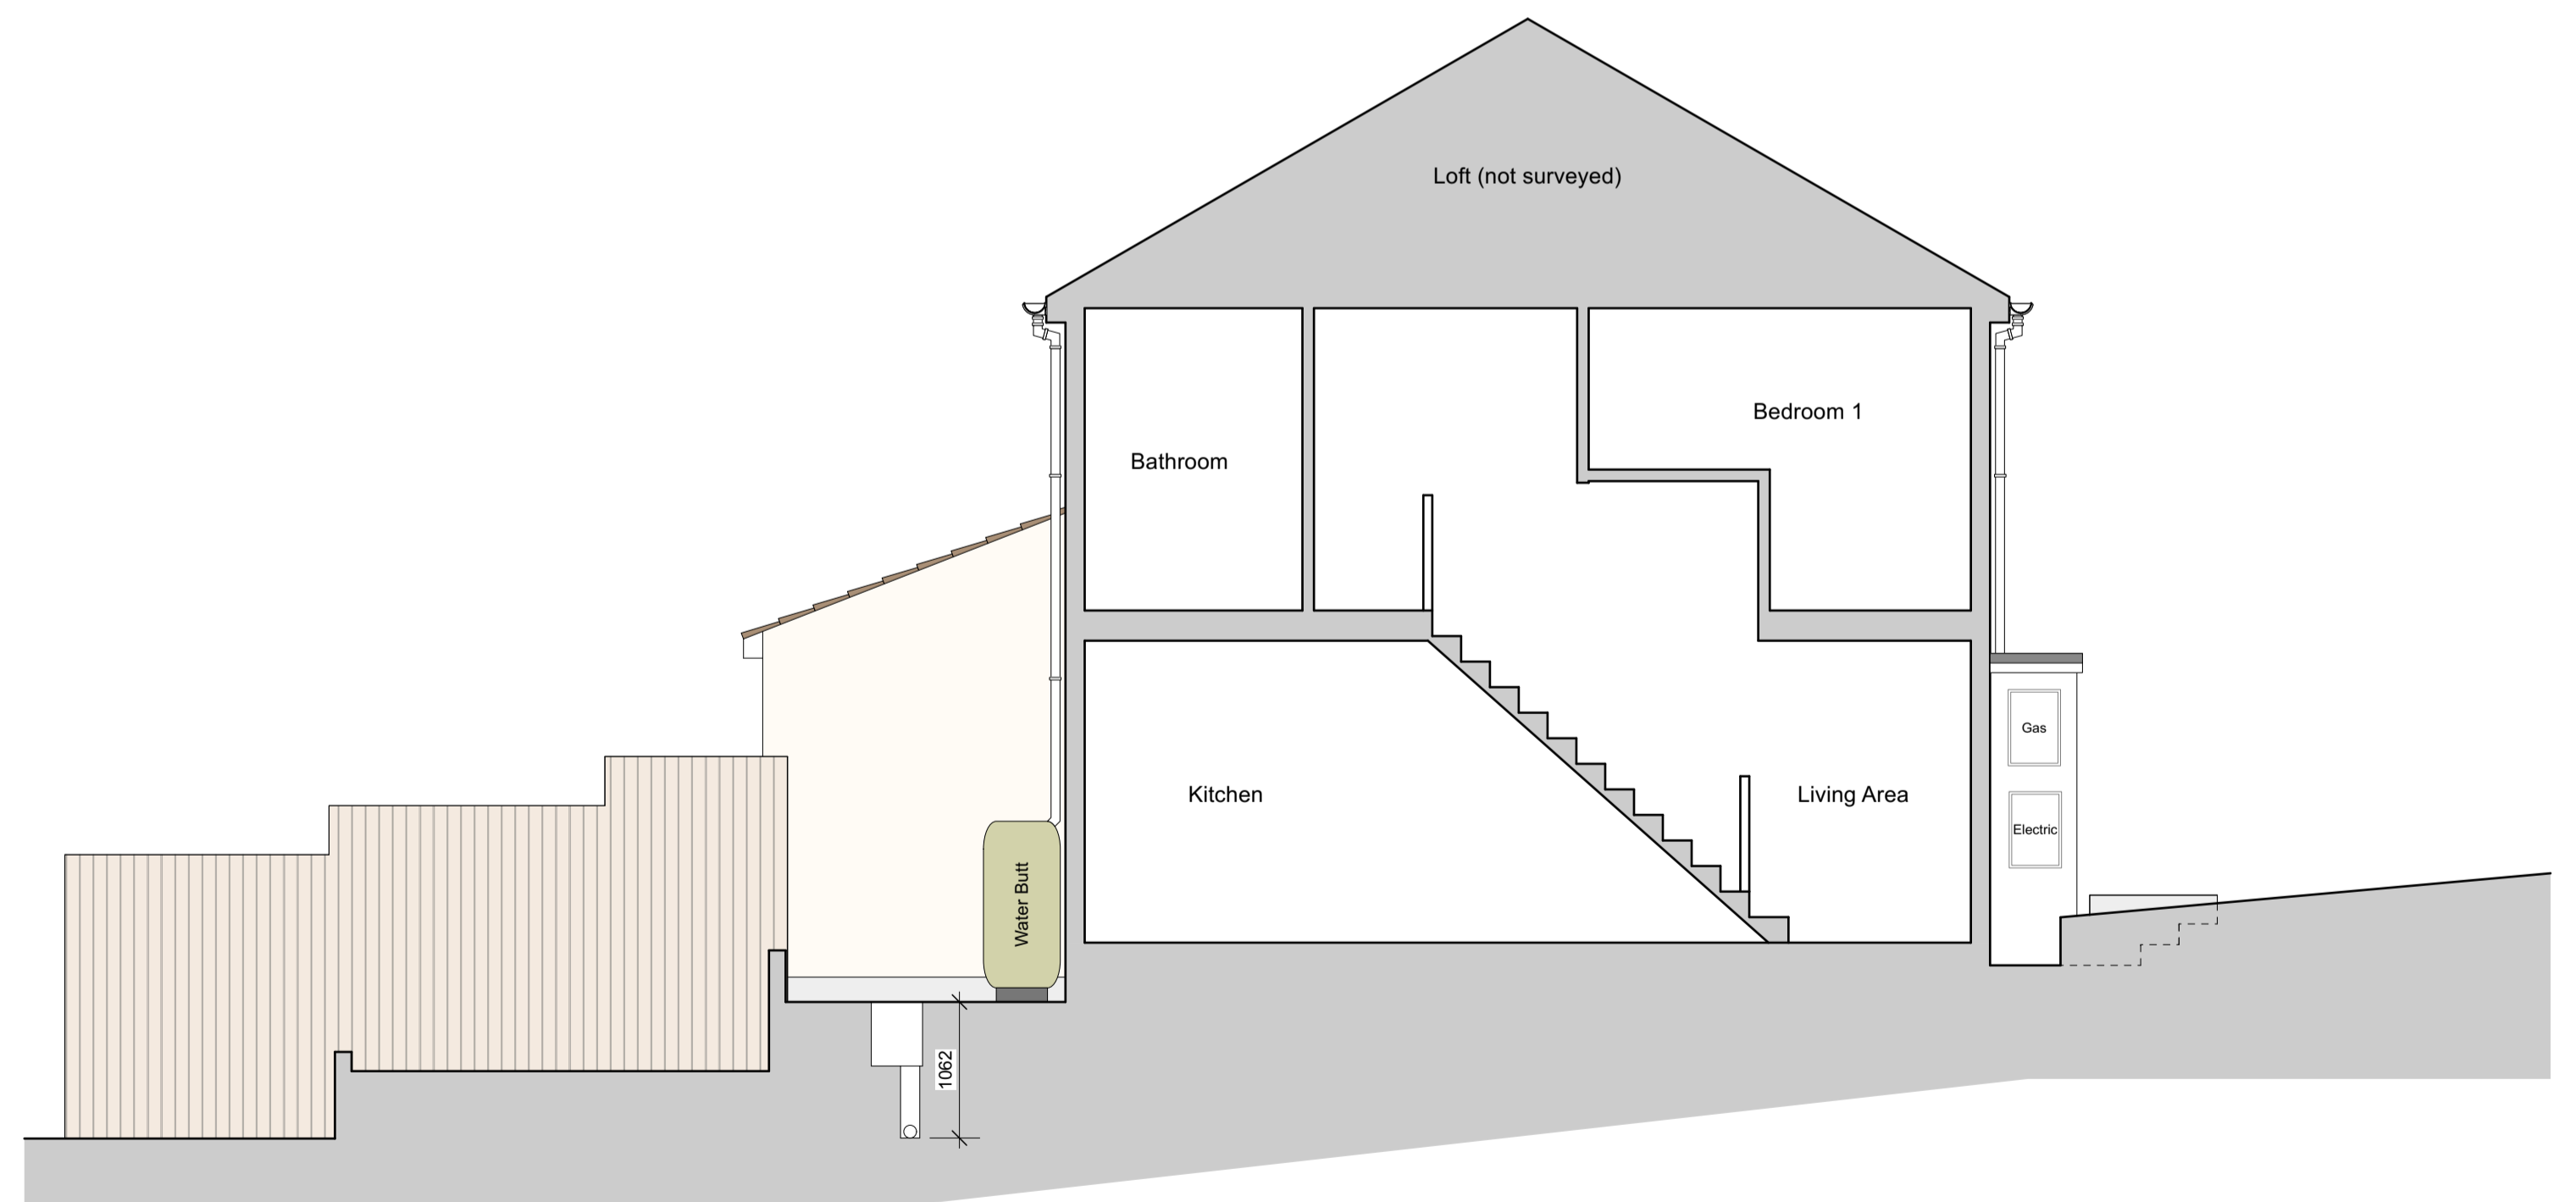 Loft (not surveyed)
Bedroom 1
Bathroom
Gas
Kitchen
Living Area
Electric
Water Butt
1062